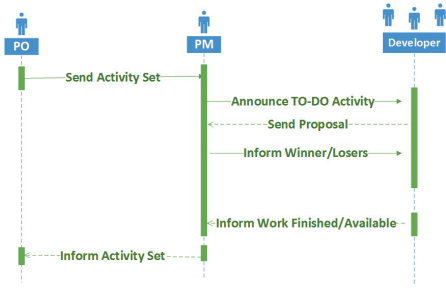 PO
PM
Developer
Send Activity Set
Announce TO-DO Activity
Send Proposal
Inform Winner/Losers
Inform Work Finished/Available
Inform Activity Set